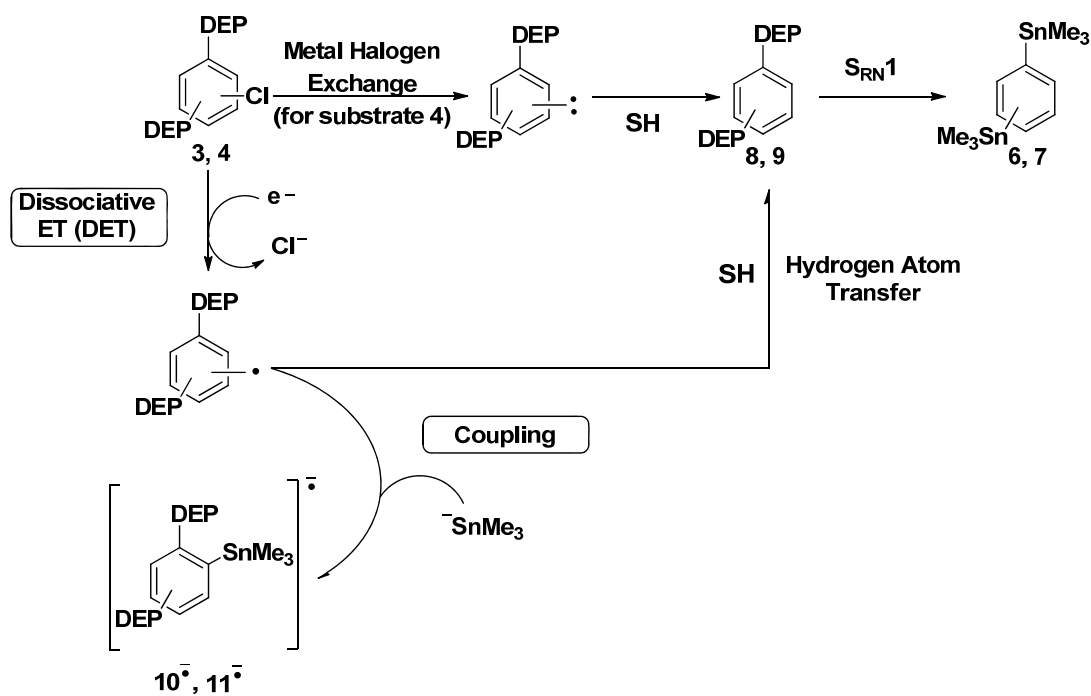 DEP
Cl
DEP
3, 4
Metal Halogen
Exchange
(for substrate 4)
DEP
DEP
SH
DEP
DEP
8, 9
SRN1
SnMe3
Me3Sn
6, 7
Dissociative
ET (DET)
e−
Cl−
SH
Hydrogen Atom
Transfer
DEP
DEP
Coupling
−SnMe3
DEP
SnMe3
DEP
10−•, 11−•